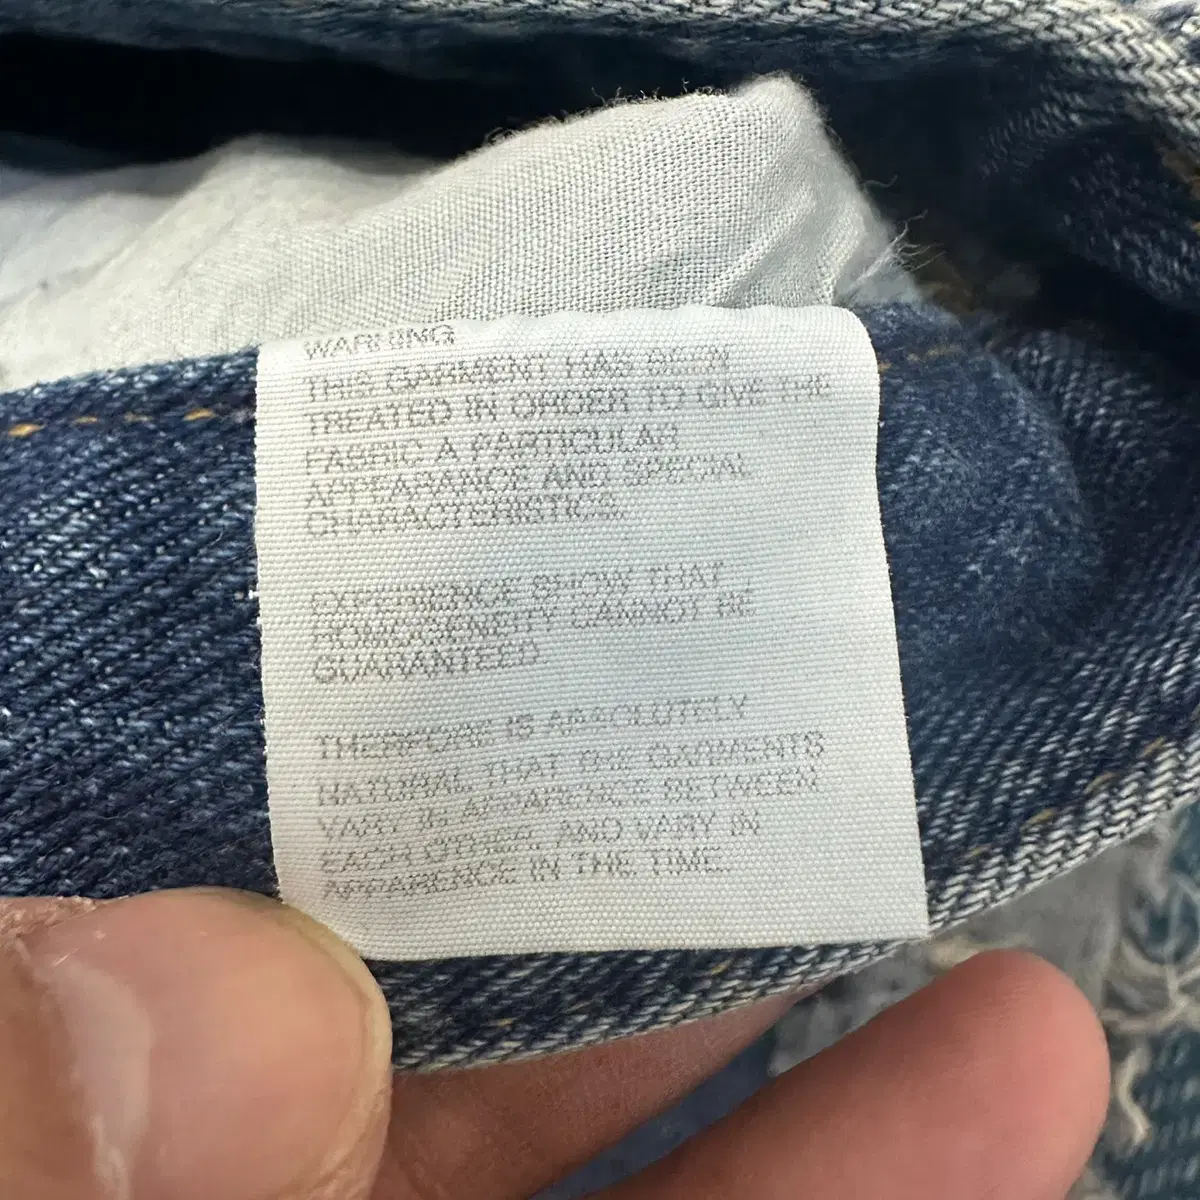 WARNING
THIS GARMENT HAS BEEN
TREATED IN ORDER TO GIVE THE
FABRIC A PARTICULAR
APPEARANCE AND SPECIAL
CHARACTERISTICS.
EXPERIENCE SHOW THAT
HOMOGENEITY CANNOT BE
GUARANTEED
THEREFORE IS ABSOLUTELY
NATURAL THAT THE GARMENTS
VARY IN APPARENCE BETWEEN
EACH OTHER, AND VARY IN
APPARENCE IN THE TIME.